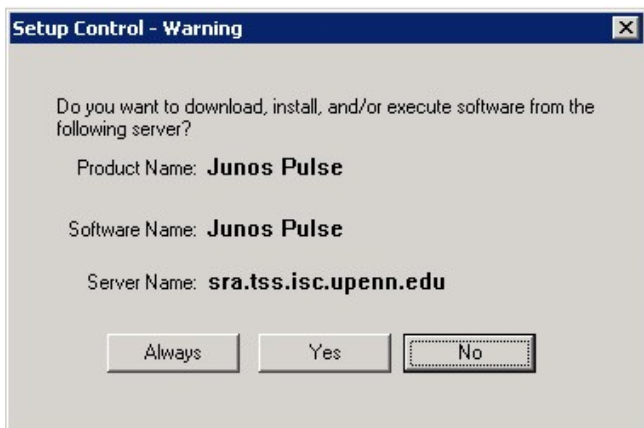 Setup Control - Warning
Do you want to download, install, and/or execute software from the
following server?
Product Name: Junos Pulse
Software Name: Junos Pulse
Server Name: sra.tss.isc.upenn.edu
Always Yes No